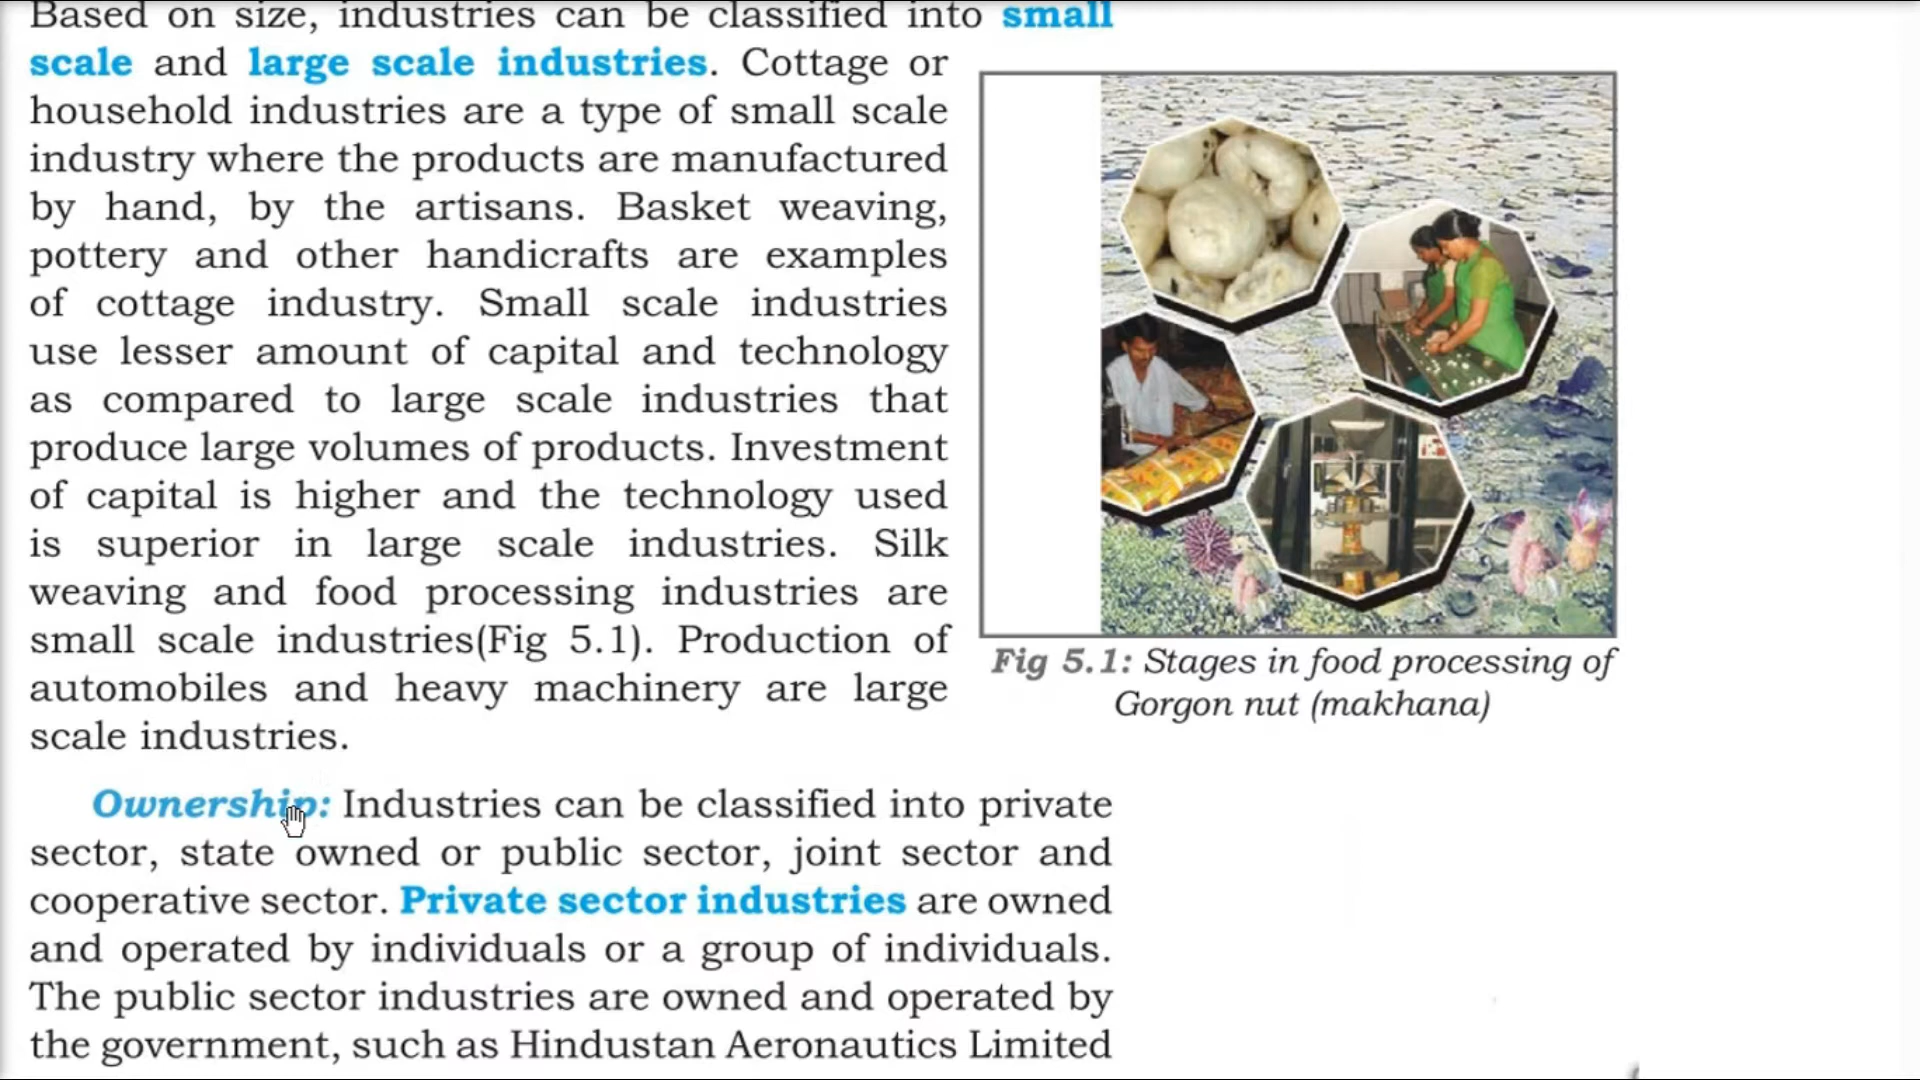 Based on size, industries can be classified into small
scale and large scale industries. Cottage or
household industries are a type of small scale
industry where the products are manufactured
by hand, by the artisans. Basket weaving,
pottery and other handicrafts are examples
of cottage industry. Small scale industries
use lesser amount of capital and technology
as compared to large scale industries that
produce large volumes of products. Investment
of capital is higher and the technology used
is superior in large scale industries. Silk
weaving and food processing industries are
small scale industries(Fig 5.1). Production of
automobiles and heavy machinery are large
scale industries.
Fig 5.1: Stages in food processing of
Gorgon nut (makhana)
Ownership: Industries can be classified into private
sector, state owned or public sector, joint sector and
cooperative sector. Private sector industries are owned
and operated by individuals or a group of individuals.
The public sector industries are owned and operated by
the government, such as Hindustan Aeronautics Limited